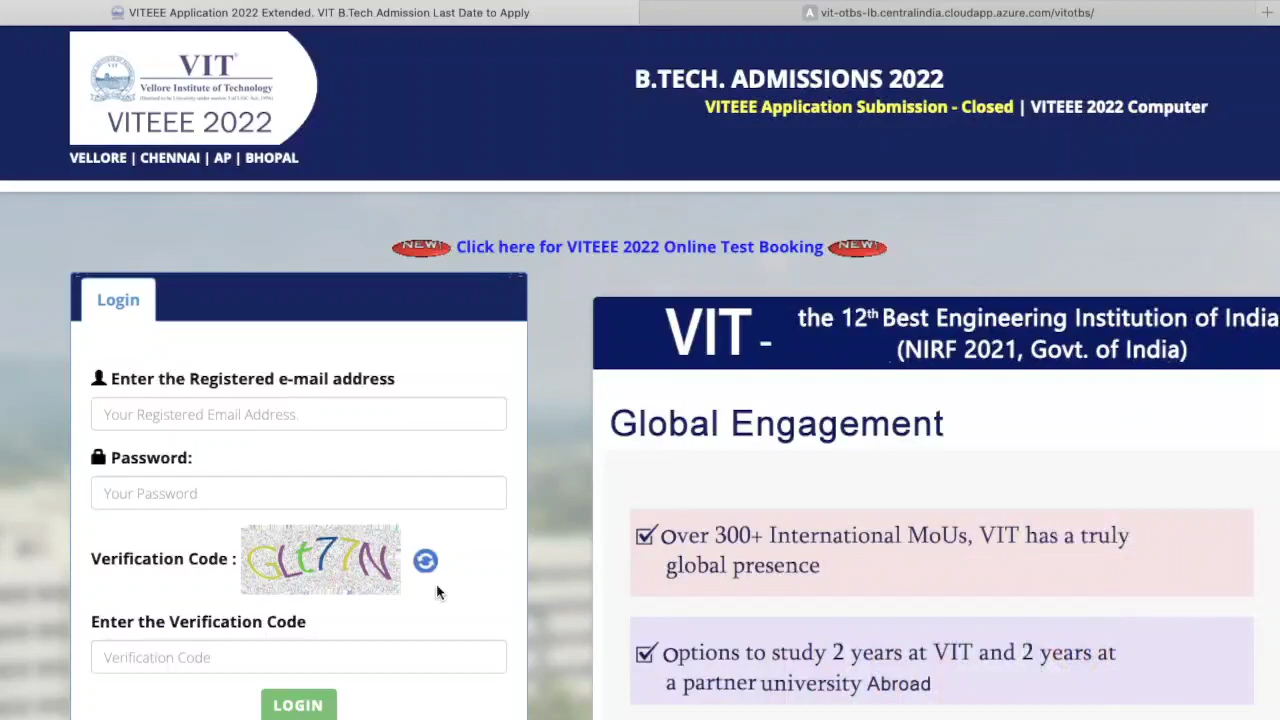 VITEEE Application 2022 Extended. VIT B.Tech Admission Last Date to Apply
A vit-otbs-lb.centralindia.cloudapp.azure.com/vitotbs/
VIT
Vellore Institute of Technology
VITEEE 2022
VELLORE | CHENNAI | AP | BHOPAL
B.TECH. ADMISSIONS 2022
VITEEE Application Submission - Closed | VITEEE 2022 Computer
NEW! Click here for VITEEE 2022 Online Test Booking NEW!
Login
Enter the Registered e-mail address
Your Registered Email Address.
Password:
Your Password
Verification Code :
GLt77N
Enter the Verification Code
Verification Code
LOGIN
VIT - the 12th Best Engineering Institution of India
(NIRF 2021, Govt. of India)
Global Engagement
Over 300+ International MoUs, VIT has a truly
global presence
Options to study 2 years at VIT and 2 years at
a partner university Abroad